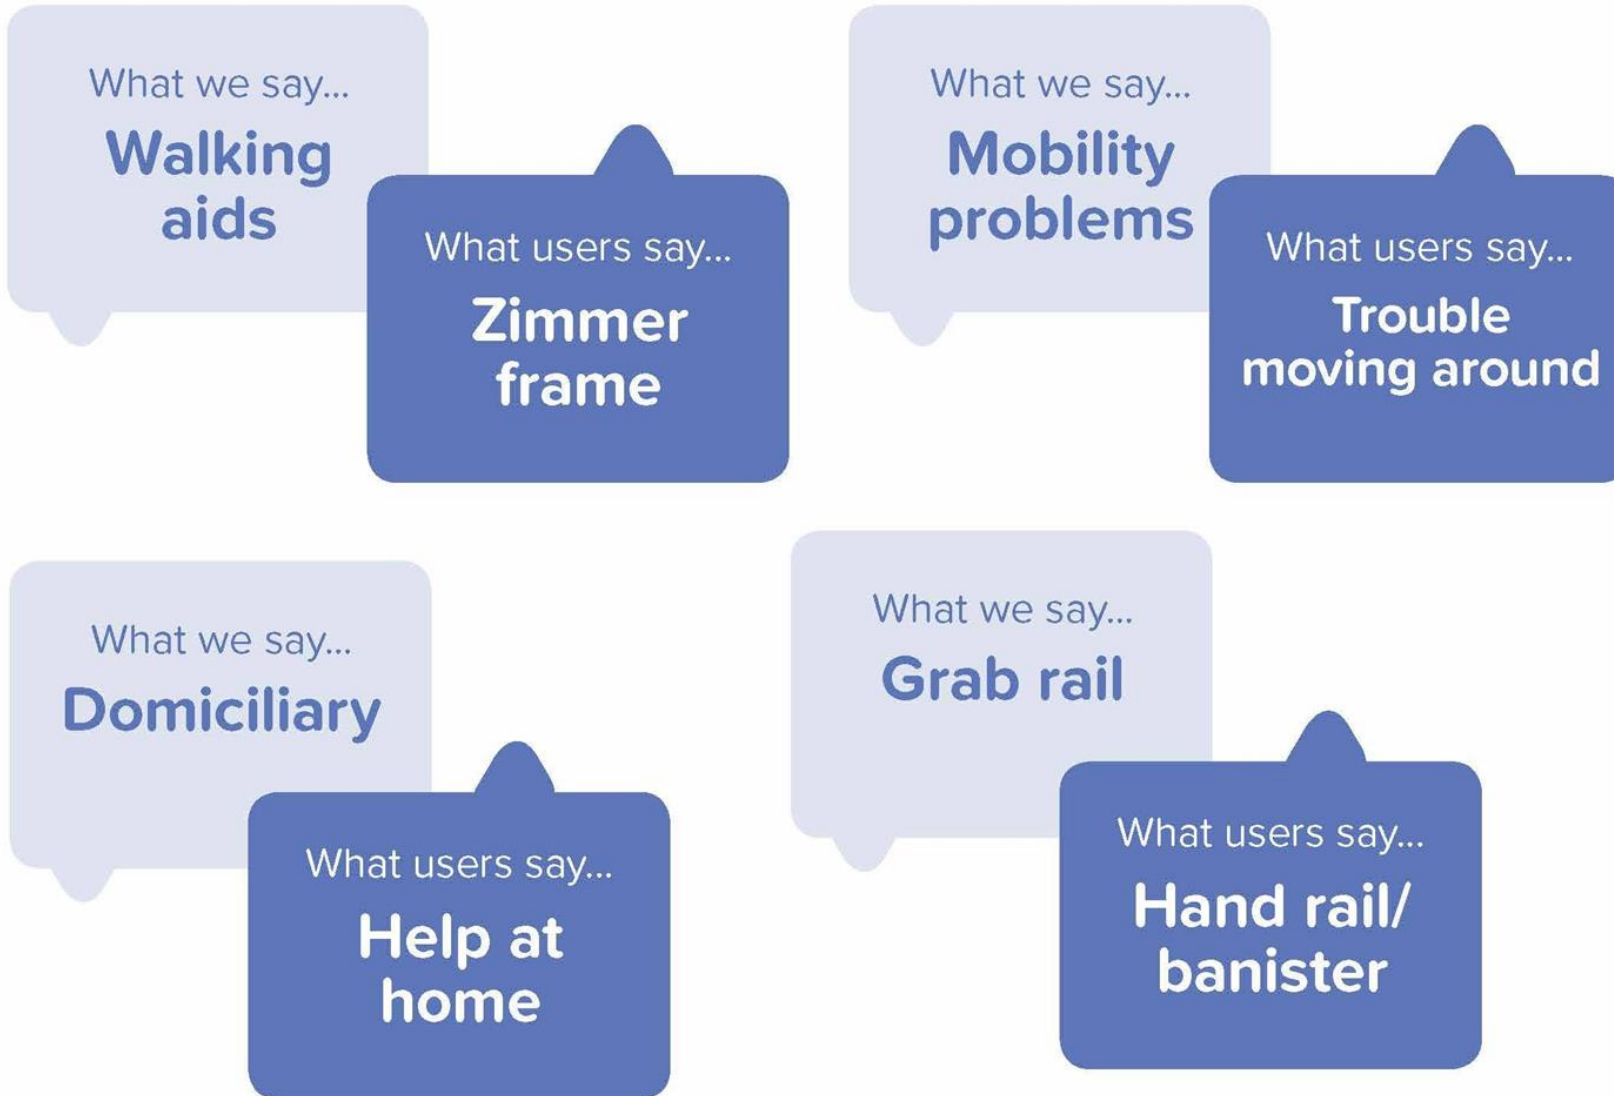 What we say...
Walking
aids
What users say...
Zimmer
frame
What we say...
Mobility
problems
What users say...
Trouble
moving around
What we say...
Domiciliary
What users say...
Help at
home
What we say...
Grab rail
What users say...
Hand rail/
banister